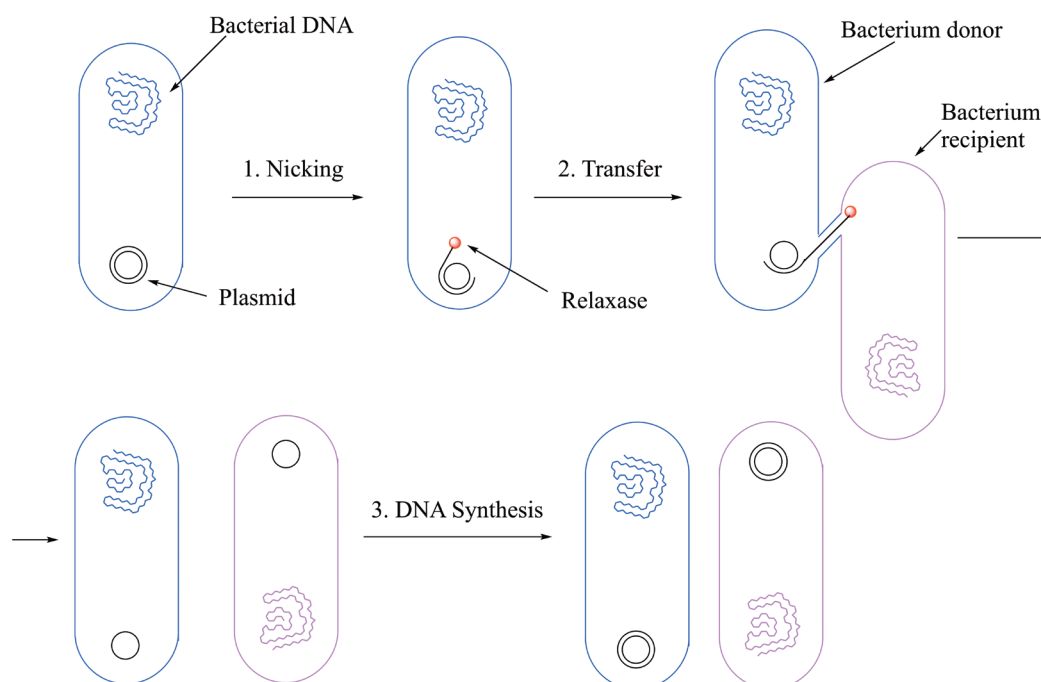 Bacterial DNA
Bacterium donor
Bacterium
recipient
1. Nicking
2. Transfer
Plasmid
Relaxase
3. DNA Synthesis